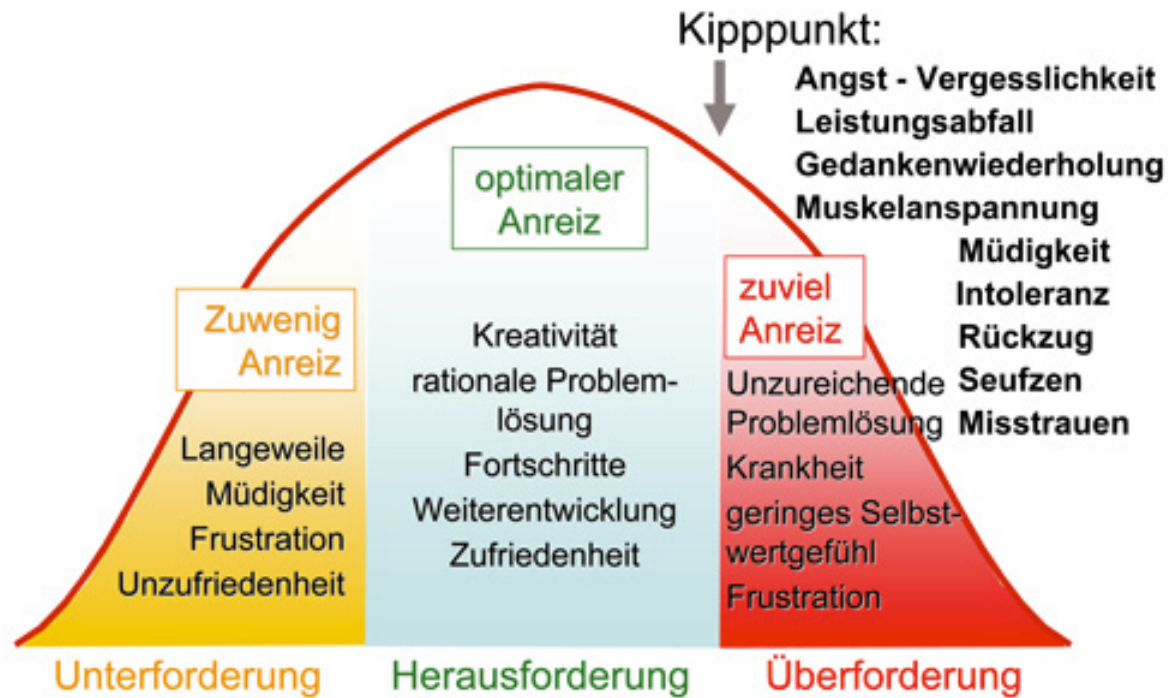 Kipppunkt:
Angst - Vergesslichkeit
Leistungsabfall
Gedankenwiederholung
Muskelanspannung
Müdigkeit
Intoleranz
Rückzug
Seufzen
Misstrauen
Zuwenig
Anreiz
Langeweile
Müdigkeit
Frustration
Unzufriedenheit
optimaler
Anreiz
Kreativität
rationale Problem-
lösung
Fortschritte
Weiterentwicklung
Zufriedenheit
zuviel
Anreiz
Unzureichende
Problemlösung
Krankheit
geringes Selbst-
wertgefühl
Frustration
Unterforderung
Herausforderung
Überforderung